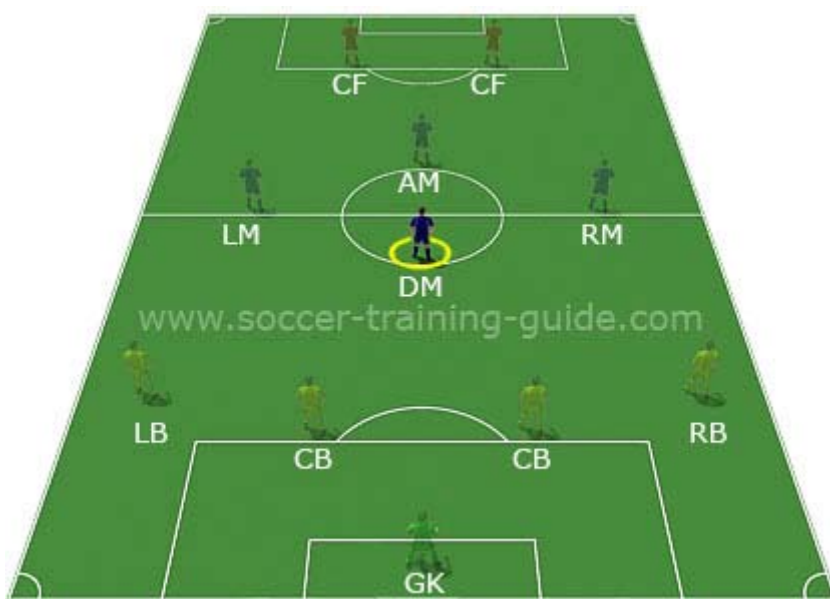 CF CF
AM
LM RM
DM
www.soccer-training-guide.com
LB RB
CB CB
GK